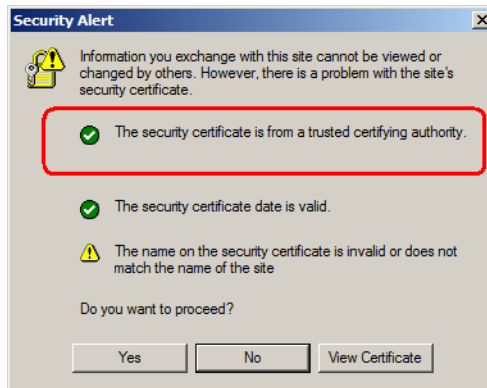 Security Alert
Information you exchange with this site cannot be viewed or
changed by others. However, there is a problem with the site's
security certificate.
The security certificate is from a trusted certifying authority.
The security certificate date is valid.
The name on the security certificate is invalid or does not
match the name of the site
Do you want to proceed?
Yes No View Certificate